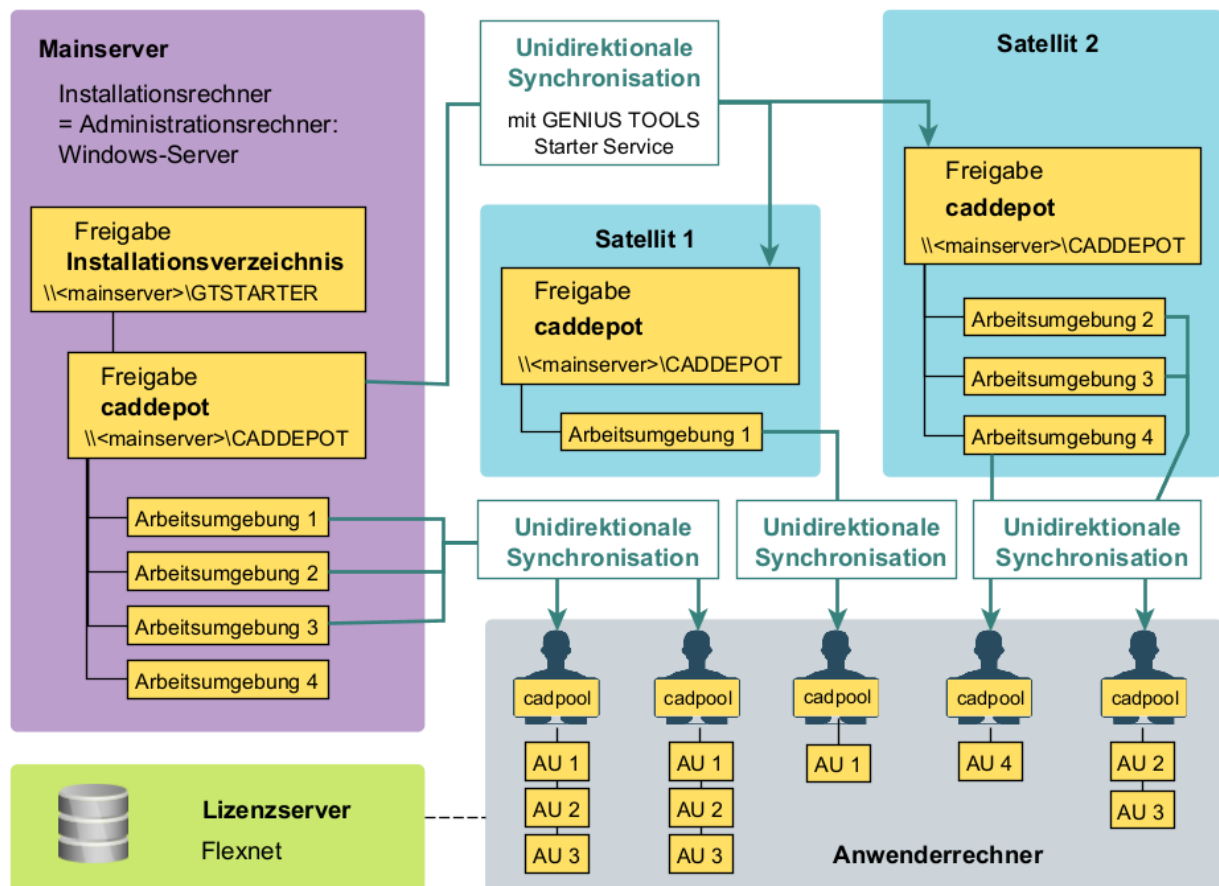 Mainserver
Installationsrechner
= Administrationsrechner:
Windows-Server
Freigabe
Installationsverzeichnis
\\<mainserver>\GTSTARTER
Freigabe
caddepot
\\<mainserver>\CADDEPOT
Arbeitsumgebung 1
Arbeitsumgebung 2
Arbeitsumgebung 3
Arbeitsumgebung 4
Unidirektionale
Synchronisation
mit GENIUS TOOLS
Starter Service
Satellit 1
Freigabe
caddepot
\\<mainserver>\CADDEPOT
Arbeitsumgebung 1
Satellit 2
Freigabe
caddepot
\\<mainserver>\CADDEPOT
Arbeitsumgebung 2
Arbeitsumgebung 3
Arbeitsumgebung 4
Unidirektionale
Synchronisation
Unidirektionale
Synchronisation
Unidirektionale
Synchronisation
cadpool
AU 1
AU 2
AU 3
cadpool
AU 1
AU 2
AU 3
cadpool
AU 1
cadpool
AU 4
cadpool
AU 2
AU 3
Anwenderrechner
Lizenzserver
Flexnet